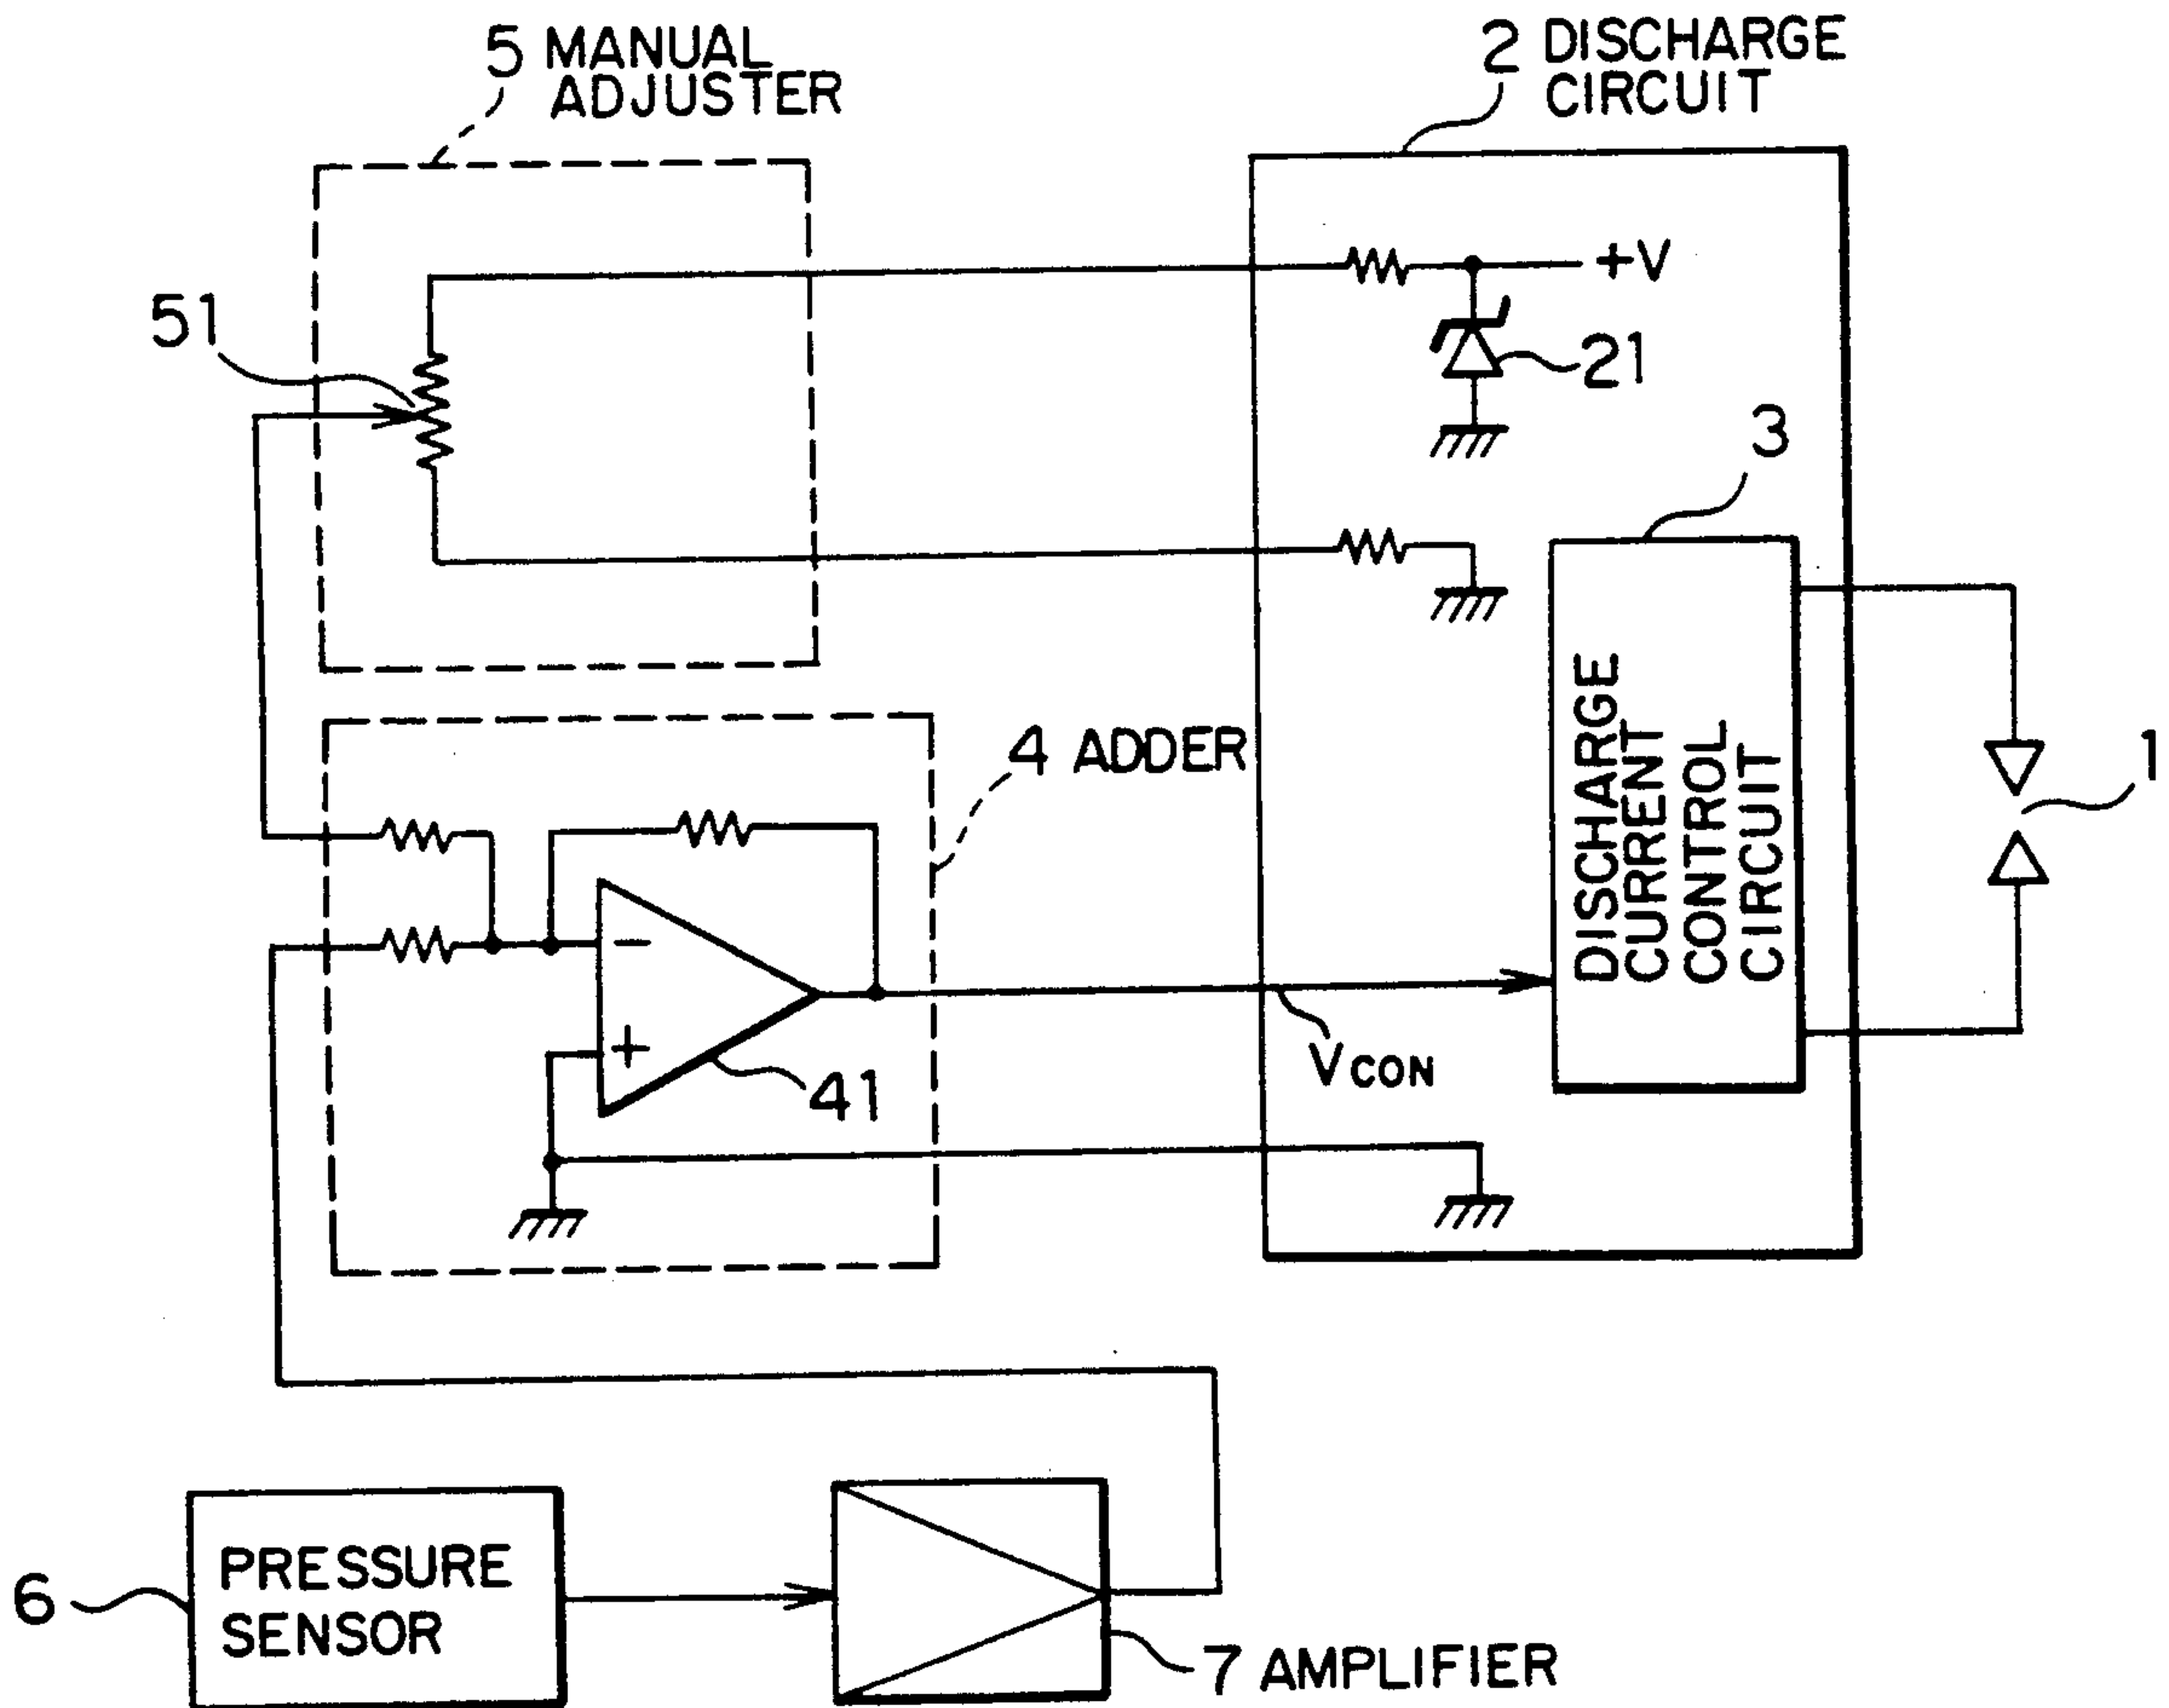 5 MANUAL
ADJUSTER
2 DISCHARGE
CIRCUIT
+V
51
21
3
DISCHARGE
CURRENT
CONTROL
CIRCUIT
1
4 ADDER
−
+
41
VCON
PRESSURE
SENSOR
6
7 AMPLIFIER